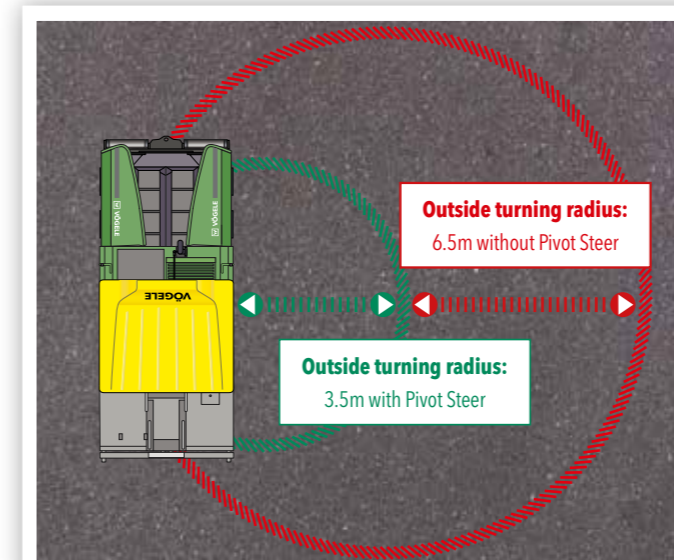 VÖGELE
VÖGELE
VÖGELE
Outside turning radius:
6.5m without Pivot Steer
Outside turning radius:
3.5m with Pivot Steer